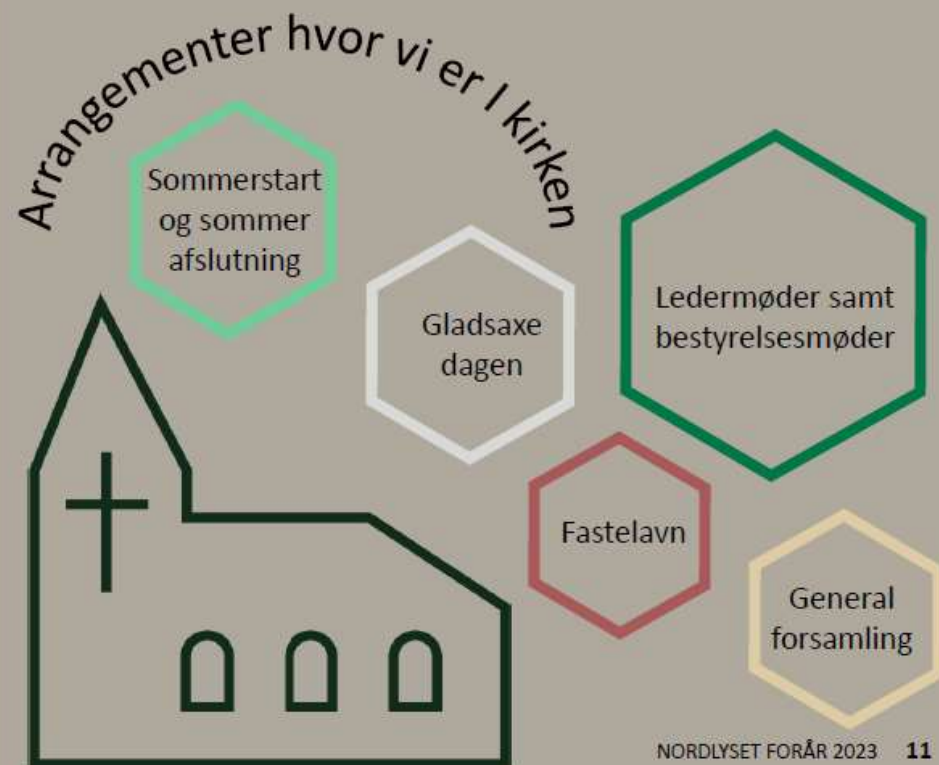 Arrangementer hvor vi er I kirken
Sommerstart
og sommer
afslutning
Gladsaxe
dagen
Ledermøder samt
bestyrelsesmøder
Fastelavn
General
forsamling
NORDLYSET FORÅR 2023 11